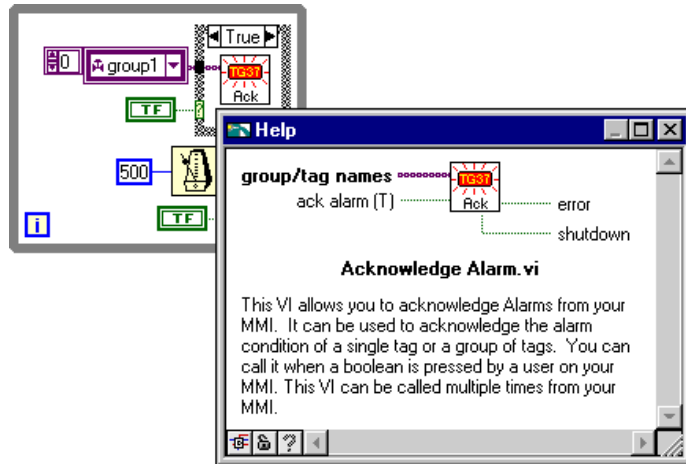 True
0 group1
TG37
Ack
TF
?
500
TF
i
Help
group/tag names
TG37
ack alarm (T)
Ack
error
shutdown
Acknowledge Alarm.vi
This VI allows you to acknowledge Alarms from your
MMI. It can be used to acknowledge the alarm
condition of a single tag or a group of tags. You can
call it when a boolean is pressed by a user on your
MMI. This VI can be called multiple times from your
MMI.
?